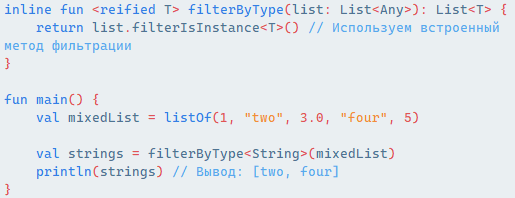 inline fun <reified T> filterByType(list: List<Any>): List<T> {
    return list.filterIsInstance<T>() // Используем встроенный
метод фильтрации
}

fun main() {
    val mixedList = listOf(1, "two", 3.0, "four", 5)

    val strings = filterByType<String>(mixedList)
    println(strings) // Вывод: [two, four]
}